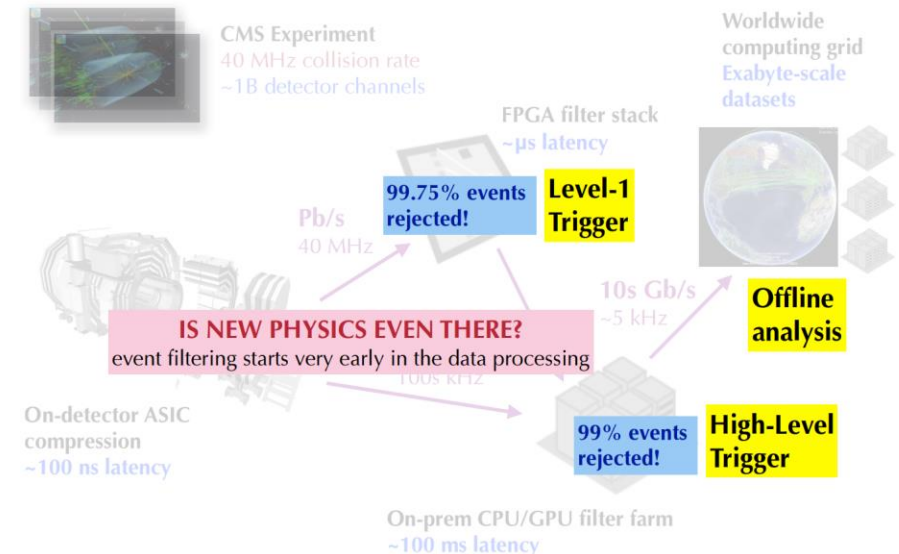 CMS Experiment
40 MHz collision rate
~1B detector channels
Worldwide
computing grid
Exabyte-scale
datasets
FPGA filter stack
~µs latency
99.75% events
rejected!
Level-1
Trigger
Pb/s
40 MHz
10s Gb/s
~5 kHz
Offline
analysis
IS NEW PHYSICS EVEN THERE?
event filtering starts very early in the data processing
100s kHz
On-detector ASIC
compression
~100 ns latency
99% events
rejected!
High-Level
Trigger
On-prem CPU/GPU filter farm
~100 ms latency